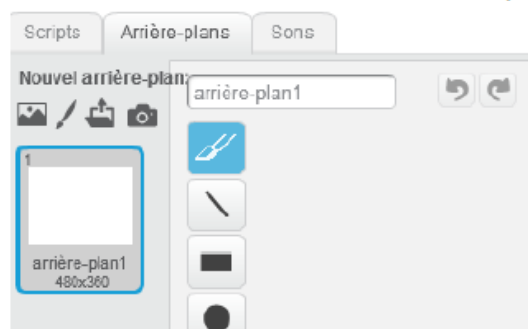 Scripts Arrière-plans Sons
Nouvel arrière-plan:
arrière-plan1
1
arrière-plan1
480x360